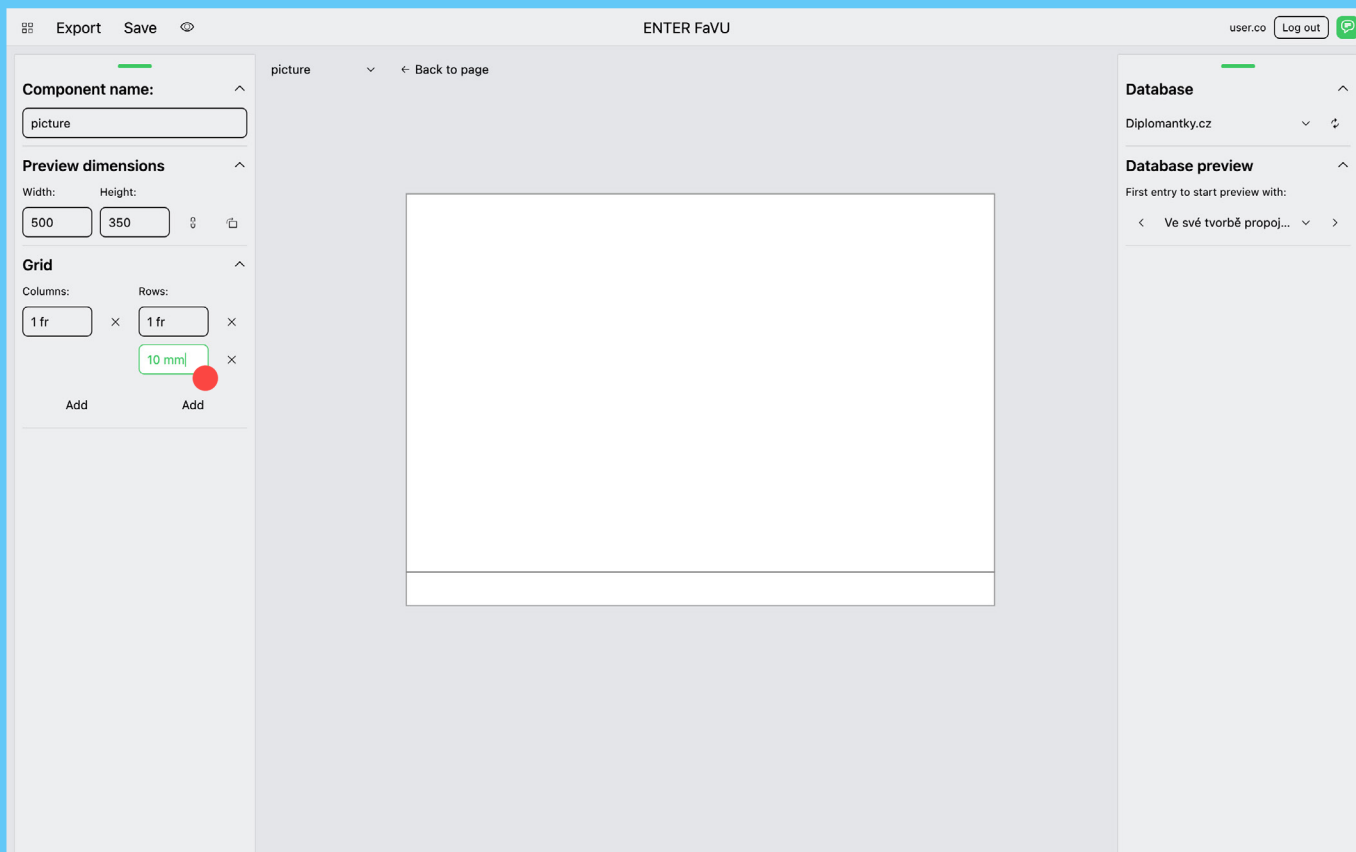 Export Save ENTER FaVU user.co Log out
picture ← Back to page
Component name:
picture
Preview dimensions
Width: Height:
500 350
Grid
Columns: Rows:
1 fr 1 fr
10 mm
Add Add
Database
Diplomantky.cz
Database preview
First entry to start preview with:
Ve své tvorbě propoj...